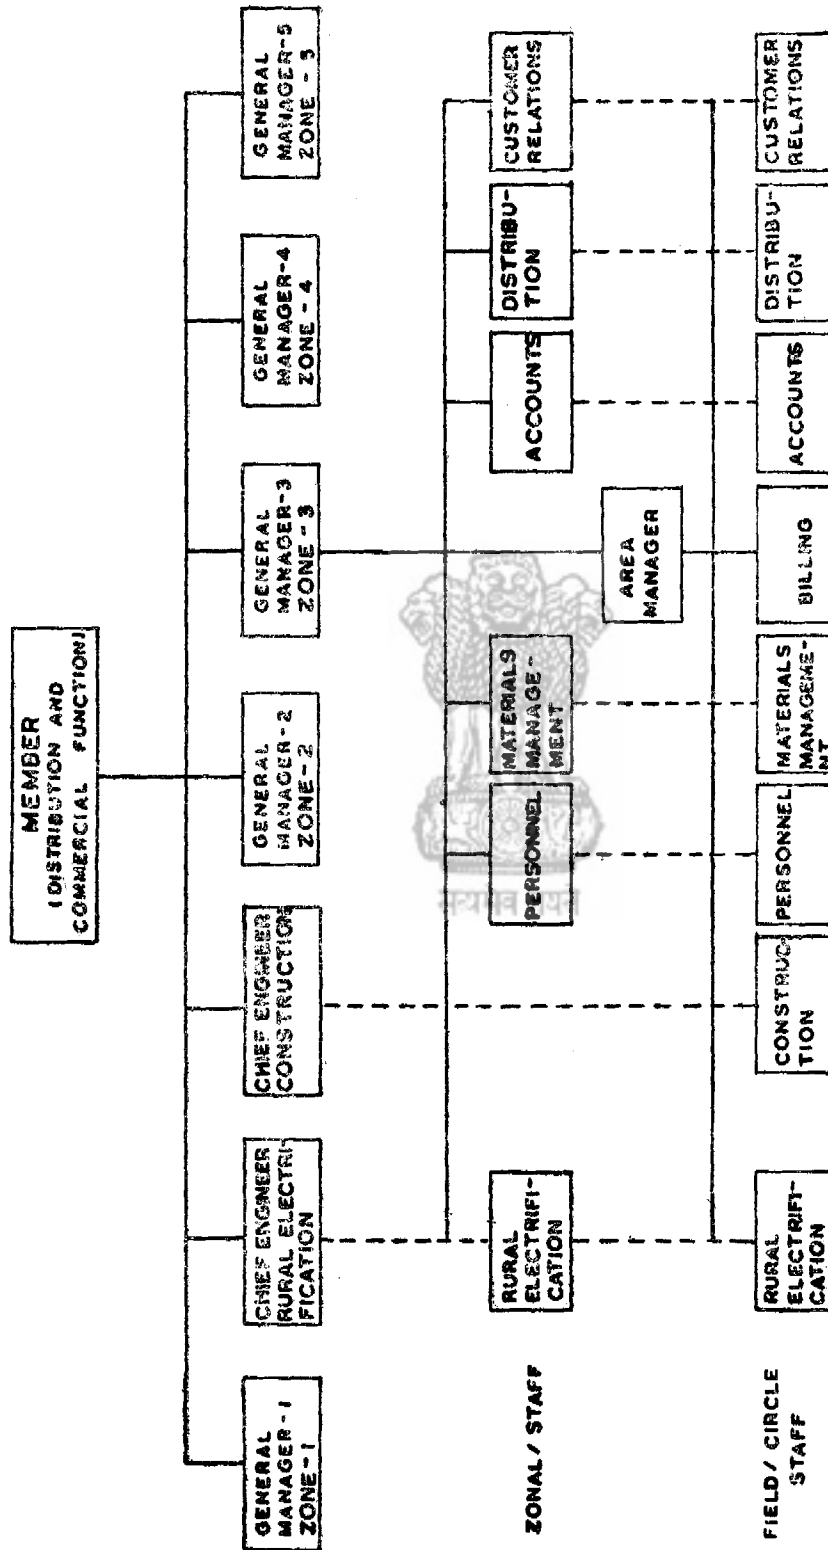 MEMBER
(DISTRIBUTION AND
COMMERCIAL FUNCTION)
GENERAL
MANAGER-1
ZONE-1
CHIEF ENGINEER
RURAL ELECTRI-
FICATION
CHIEF ENGINEER
CONSTRUCTION
GENERAL
MANAGER-2
ZONE-2
GENERAL
MANAGER-3
ZONE-3
GENERAL
MANAGER-4
ZONE-4
GENERAL
MANAGER-5
ZONE-5
ZONAL/STAFF
RURAL
ELECTRIFI-
CATION
PERSONNEL
MATERIALS
MANAGE-
MENT
ACCOUNTS
DISTRIBU-
TION
CUSTOMER
RELATIONS
AREA
MANAGER
FIELD/CIRCLE
STAFF
RURAL
ELECTRIFI-
CATION
CONSTRUC-
TION
PERSONNEL
MATERIALS
MANAGEME-
NT
BILLING
ACCOUNTS
DISTRIBU-
TION
CUSTOMER
RELATIONS